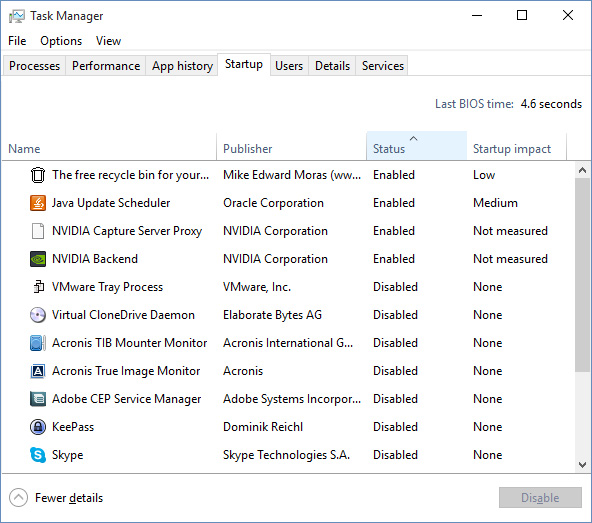 Task Manager
File Options View
Processes Performance App history Startup Users Details Services
Last BIOS time: 4.6 seconds
Name Publisher Status Startup impact
The free recycle bin for your... Mike Edward Moras (ww... Enabled Low
Java Update Scheduler Oracle Corporation Enabled Medium
NVIDIA Capture Server Proxy NVIDIA Corporation Enabled Not measured
NVIDIA Backend NVIDIA Corporation Enabled Not measured
VMware Tray Process VMware, Inc. Disabled None
Virtual CloneDrive Daemon Elaborate Bytes AG Disabled None
Acronis TIB Mounter Monitor Acronis International G... Disabled None
Acronis True Image Monitor Acronis Disabled None
Adobe CEP Service Manager Adobe Systems Incorpor... Disabled None
KeePass Dominik Reichl Disabled None
Skype Skype Technologies S.A. Disabled None
Fewer details Disable